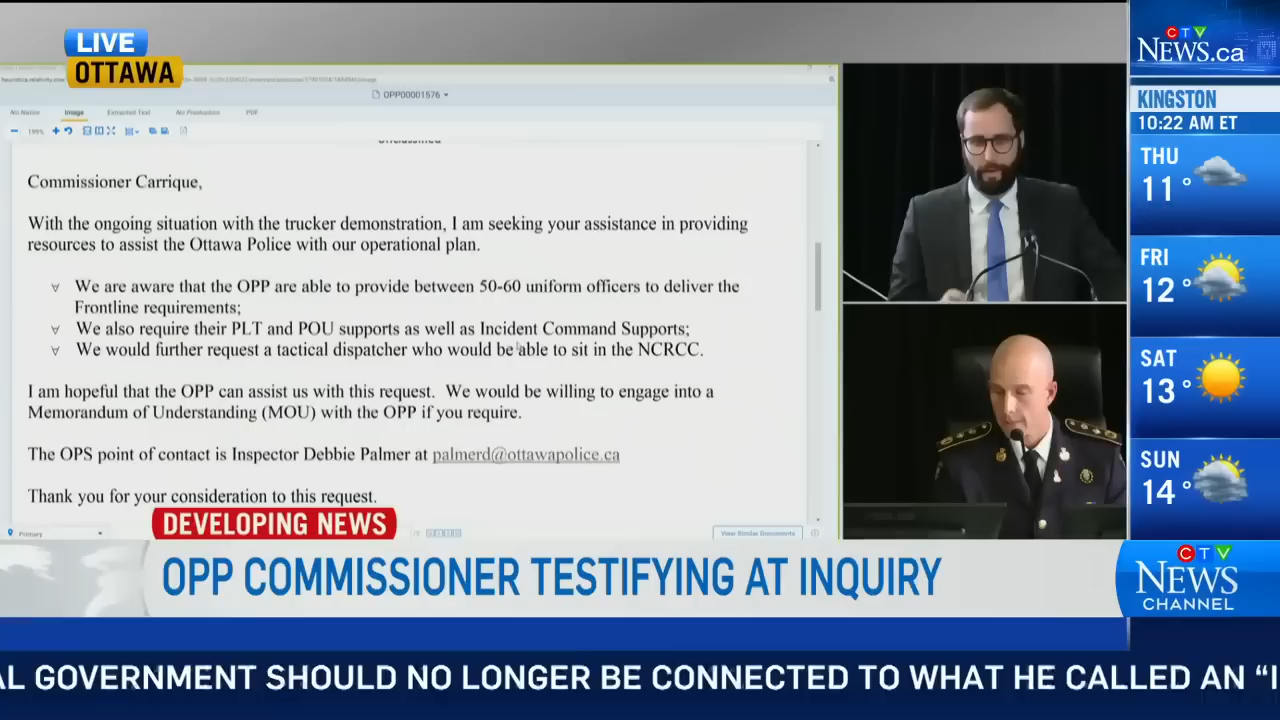 LIVE
OTTAWA
OPP00001576
No Native Image Extracted Text No Production PDF
199%
Unclassified
Commissioner Carrique,
With the ongoing situation with the trucker demonstration, I am seeking your assistance in providing
resources to assist the Ottawa Police with our operational plan.
∀ We are aware that the OPP are able to provide between 50-60 uniform officers to deliver the
Frontline requirements;
∀ We also require their PLT and POU supports as well as Incident Command Supports;
∀ We would further request a tactical dispatcher who would be able to sit in the NCRCC.
I am hopeful that the OPP can assist us with this request. We would be willing to engage into a
Memorandum of Understanding (MOU) with the OPP if you require.
The OPS point of contact is Inspector Debbie Palmer at palmerd@ottawapolice.ca
Thank you for your consideration to this request.
Primary
View Similar Documents
DEVELOPING NEWS
OPP COMMISSIONER TESTIFYING AT INQUIRY
CTV
NEWS.ca
KINGSTON
10:22 AM ET
THU
11°
FRI
12°
SAT
13°
SUN
14°
CTV
NEWS
CHANNEL
AL GOVERNMENT SHOULD NO LONGER BE CONNECTED TO WHAT HE CALLED AN “I